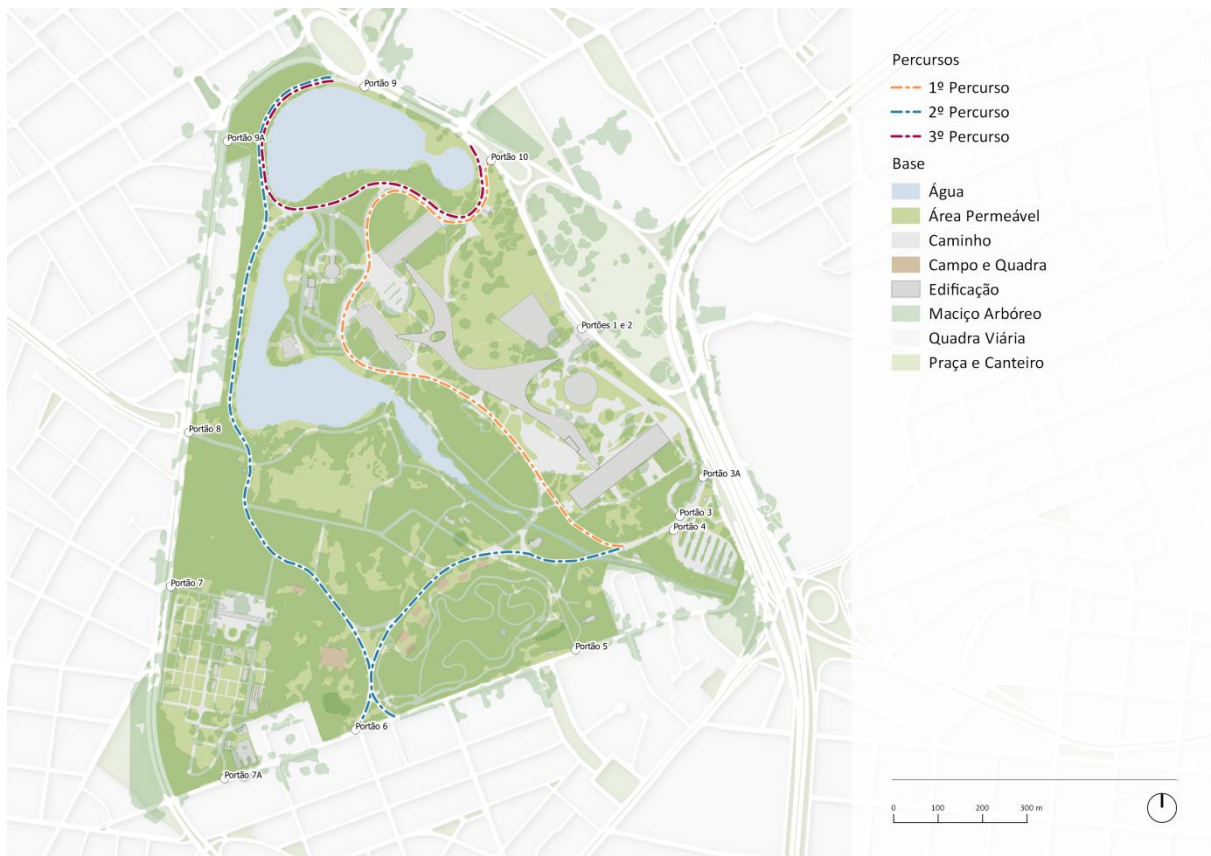 Portão 9
Portão 9A
Portão 10
Portões 1 e 2
Portão 8
Portão 3A
Portão 3
Portão 4
Portão 7
Portão 5
Portão 6
Portão 7A
Percursos
1º Percurso
2º Percurso
3º Percurso
Base
Água
Área Permeável
Caminho
Campo e Quadra
Edificação
Maciço Arbóreo
Quadra Viária
Praça e Canteiro
0 100 200 300 m